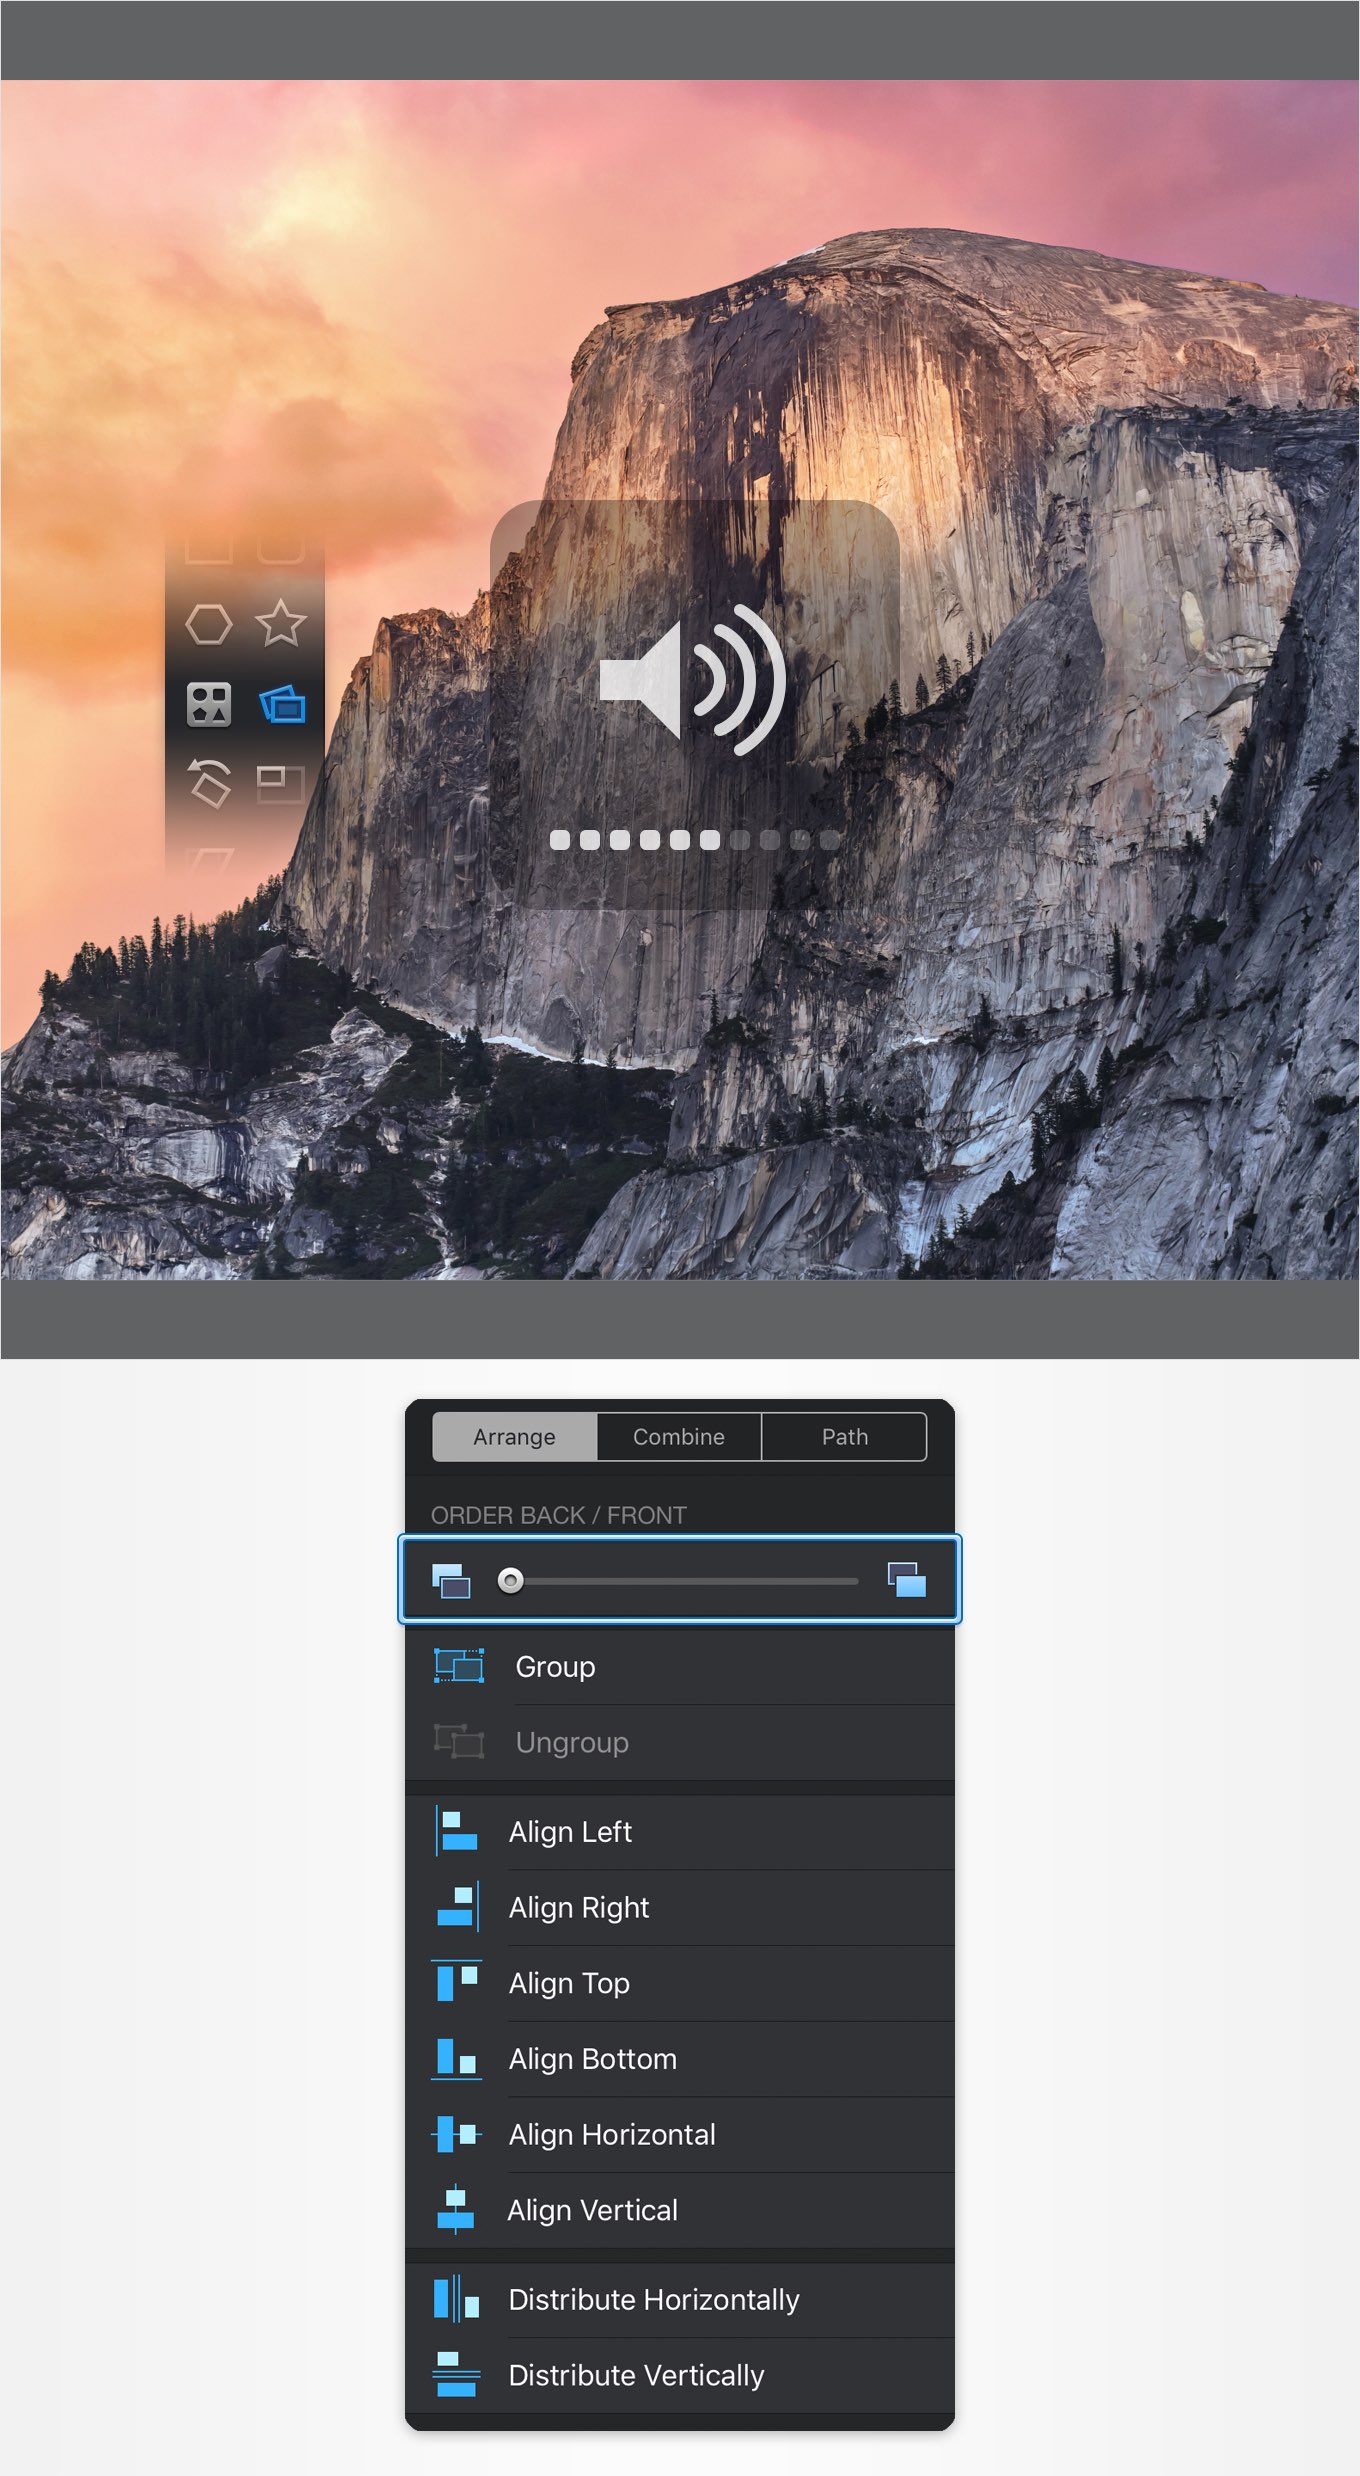 Arrange
Combine
Path
ORDER BACK / FRONT
Group
Ungroup
Align Left
Align Right
Align Top
Align Bottom
Align Horizontal
Align Vertical
Distribute Horizontally
Distribute Vertically